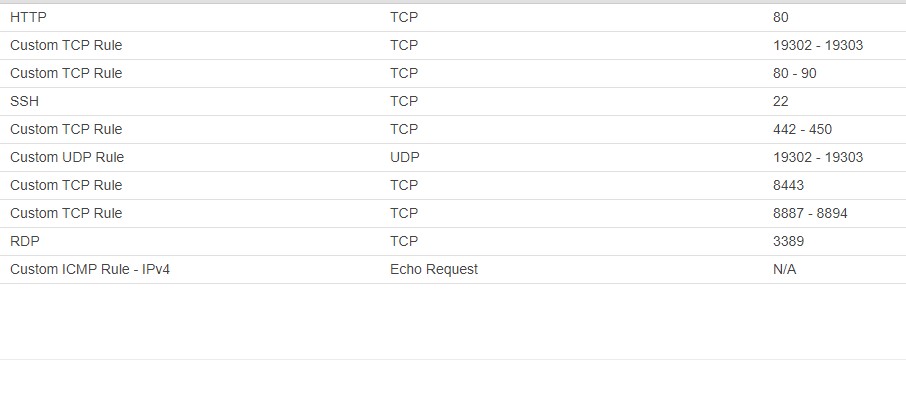 HTTP TCP 80
Custom TCP Rule TCP 19302 - 19303
Custom TCP Rule TCP 80 - 90
SSH TCP 22
Custom TCP Rule TCP 442 - 450
Custom UDP Rule UDP 19302 - 19303
Custom TCP Rule TCP 8443
Custom TCP Rule TCP 8887 - 8894
RDP TCP 3389
Custom ICMP Rule - IPv4 Echo Request N/A